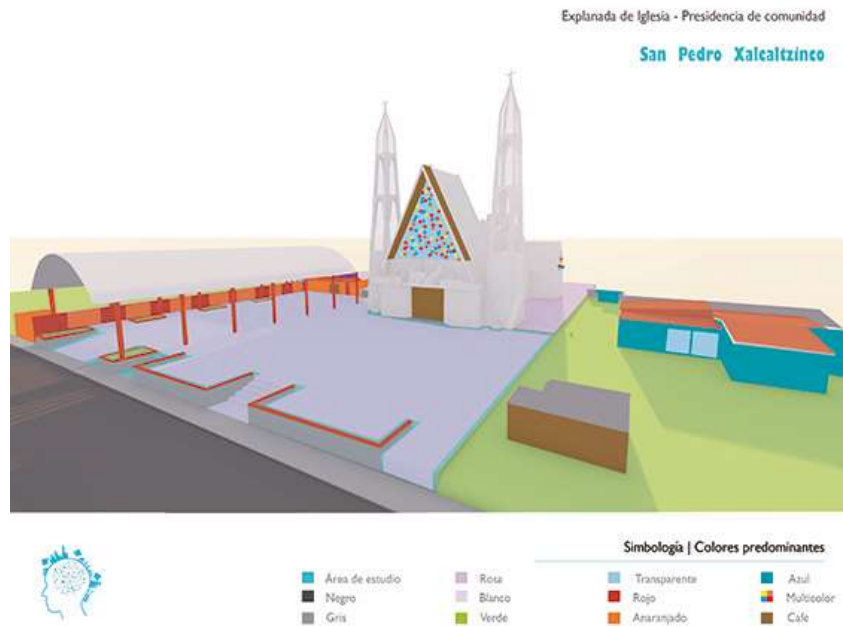 Explanada de Iglesia - Presidencia de comunidad
San Pedro Xalcaltzinco
Simbología | Colores predominantes
Área de estudio
Negro
Gris
Rosa
Blanco
Verde
Transparente
Rojo
Anaranjado
Azul
Multicolor
Cafe